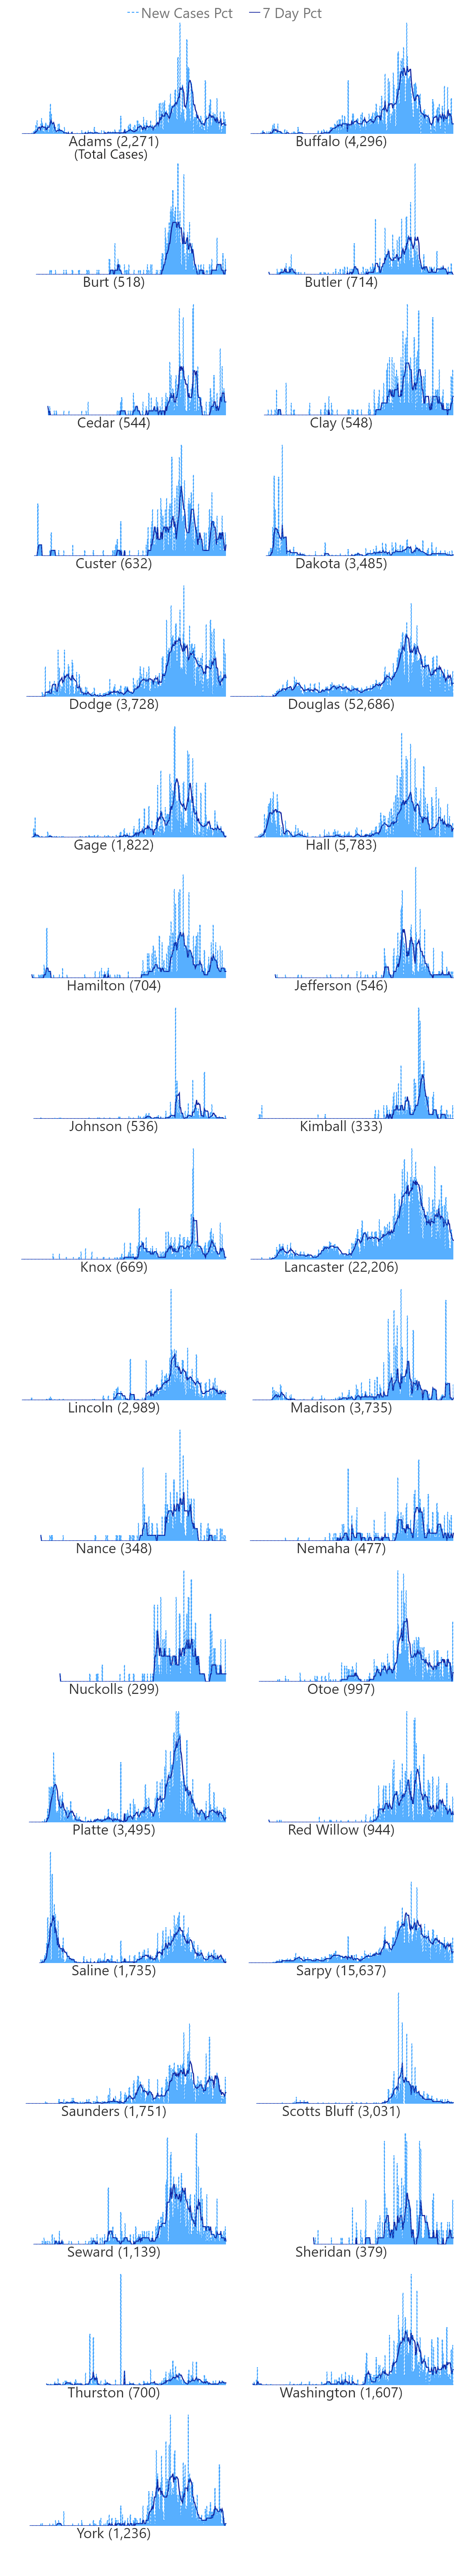 New Cases Pct 7 Day Pct
Adams (2,271) Buffalo (4,296)
(Total Cases)
Burt (518) Butler (714)
Cedar (544) Clay (548)
Custer (632) Dakota (3,485)
Dodge (3,728) Douglas (52,686)
Gage (1,822) Hall (5,783)
Hamilton (704) Jefferson (546)
Johnson (536) Kimball (333)
Knox (669) Lancaster (22,206)
Lincoln (2,989) Madison (3,735)
Nance (348) Nemaha (477)
Nuckolls (299) Otoe (997)
Platte (3,495) Red Willow (944)
Saline (1,735) Sarpy (15,637)
Saunders (1,751) Scotts Bluff (3,031)
Seward (1,139) Sheridan (379)
Thurston (700) Washington (1,607)
York (1,236)